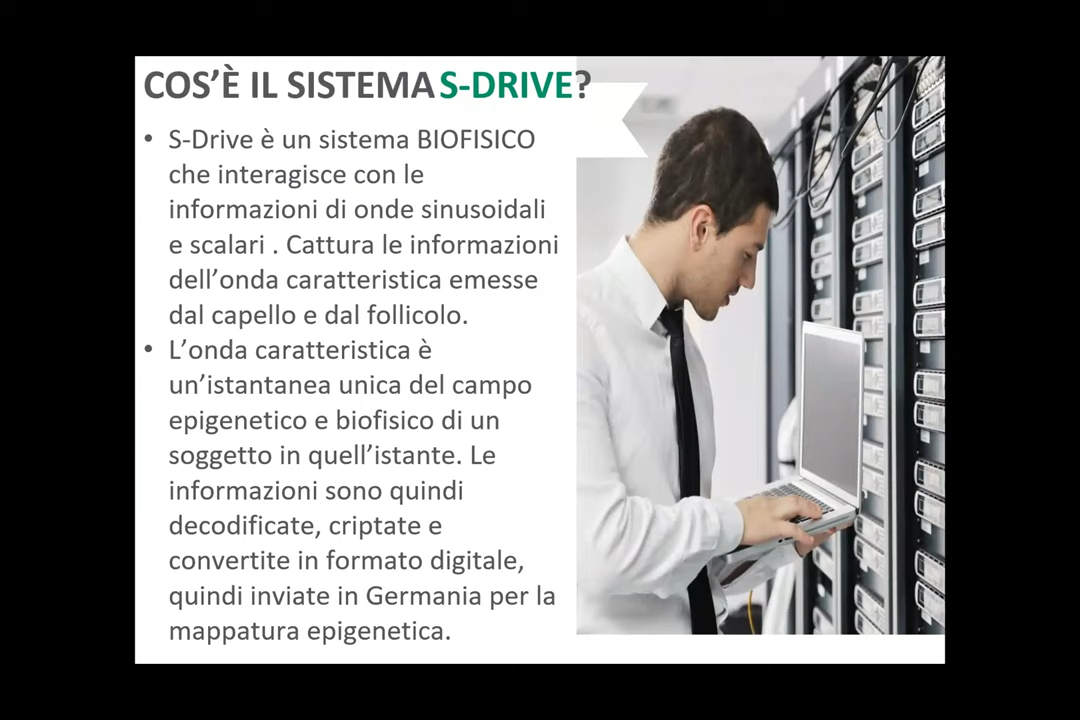 COS'È IL SISTEMA S-DRIVE?
• S-Drive è un sistema BIOFISICO
che interagisce con le
informazioni di onde sinusoidali
e scalari . Cattura le informazioni
dell'onda caratteristica emesse
dal capello e dal follicolo.
• L'onda caratteristica è
un'istantanea unica del campo
epigenetico e biofisico di un
soggetto in quell'istante. Le
informazioni sono quindi
decodificate, criptate e
convertite in formato digitale,
quindi inviate in Germania per la
mappatura epigenetica.